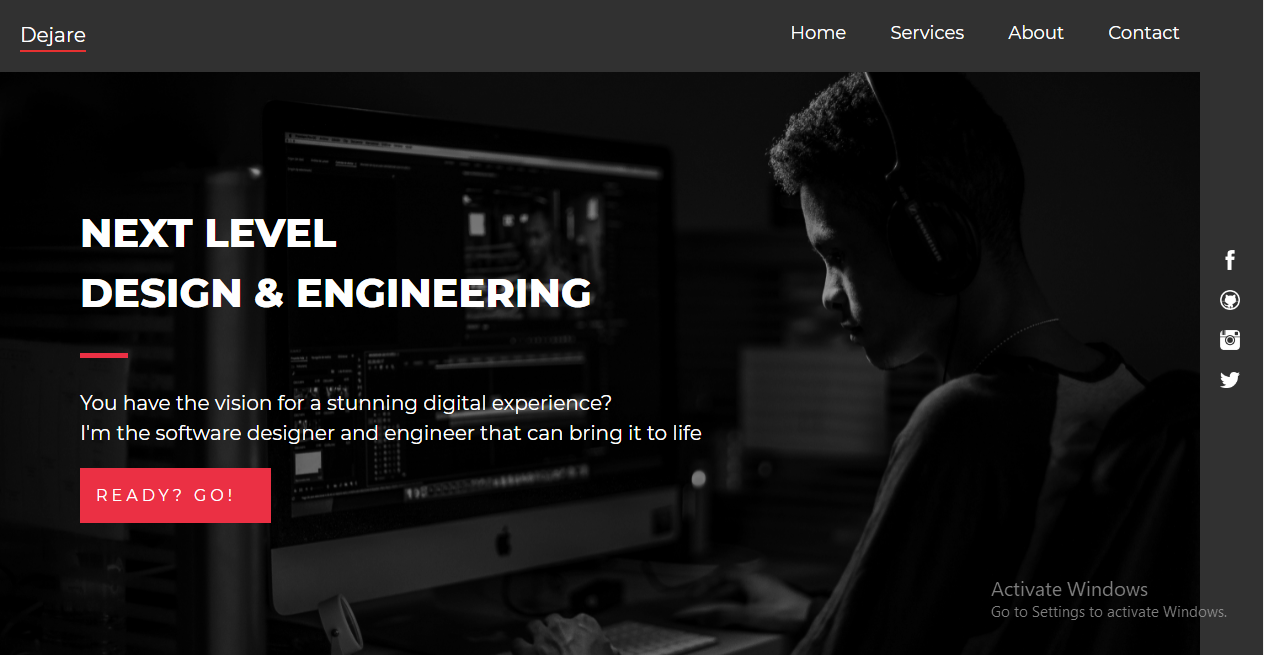 Dejare
Home
Services
About
Contact
NEXT LEVEL
DESIGN & ENGINEERING
You have the vision for a stunning digital experience?
I'm the software designer and engineer that can bring it to life
READY? GO!
Activate Windows
Go to Settings to activate Windows.